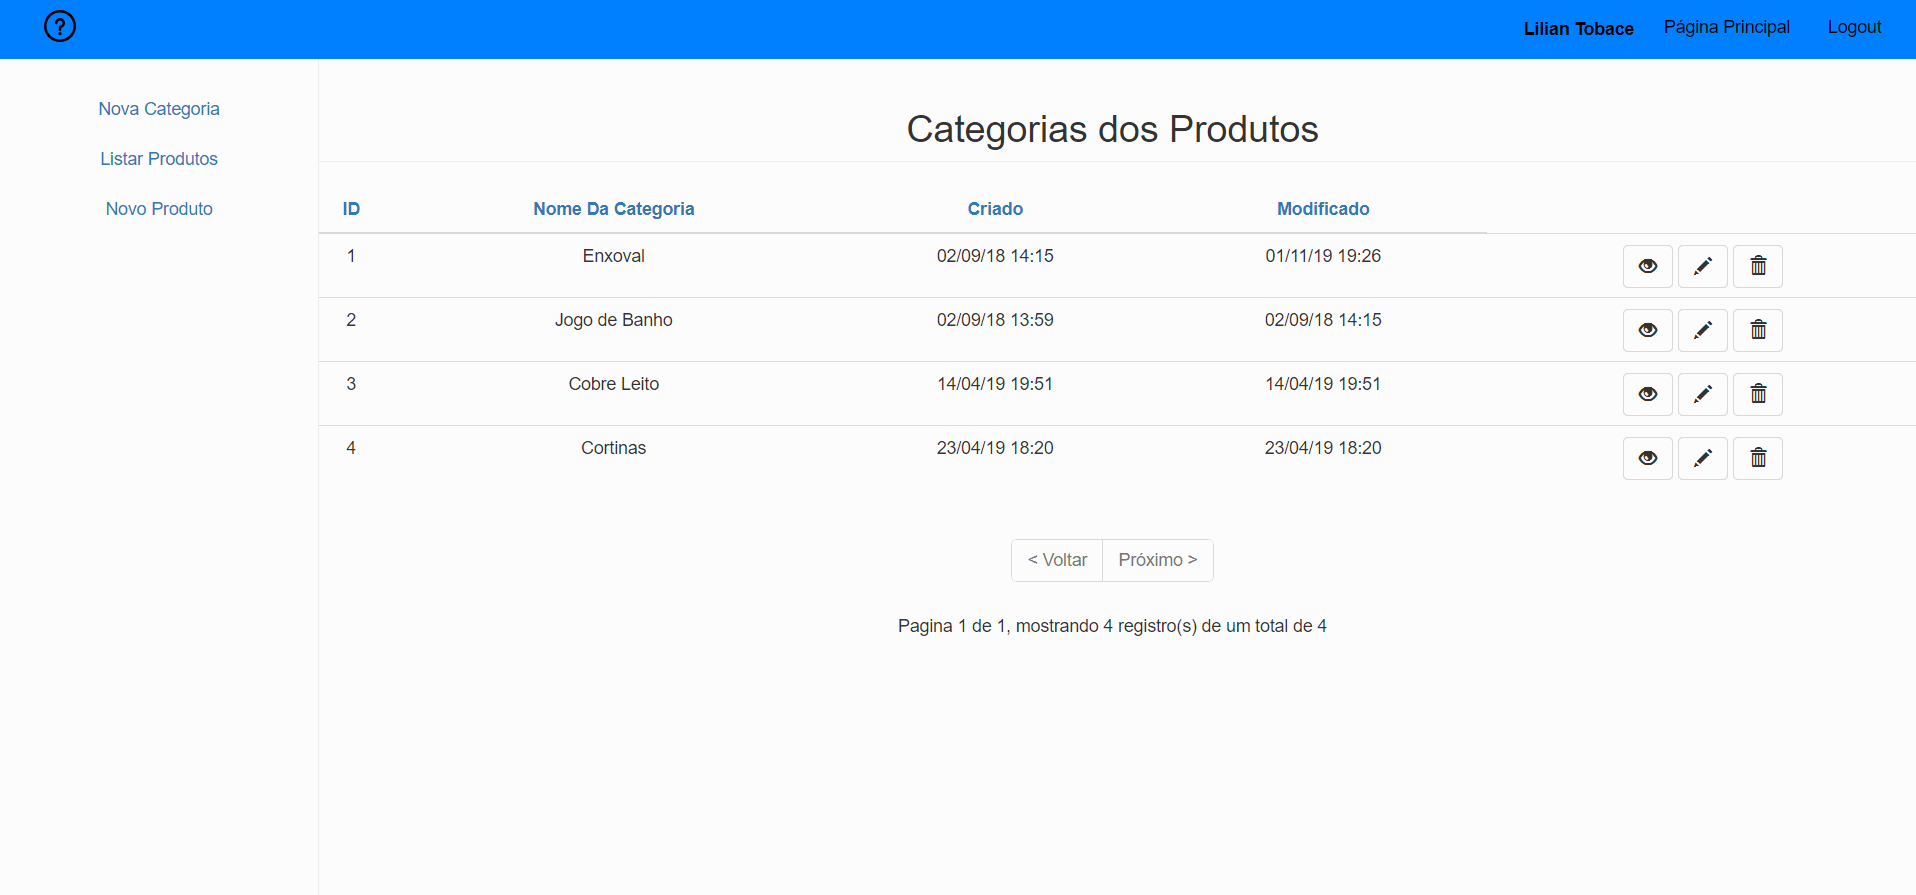 ?
Lilian Tobace Página Principal Logout
Nova Categoria
Listar Produtos
Novo Produto
Categorias dos Produtos
ID Nome Da Categoria Criado Modificado
1 Enxoval 02/09/18 14:15 01/11/19 19:26
2 Jogo de Banho 02/09/18 13:59 02/09/18 14:15
3 Cobre Leito 14/04/19 19:51 14/04/19 19:51
4 Cortinas 23/04/19 18:20 23/04/19 18:20
< Voltar Próximo >
Pagina 1 de 1, mostrando 4 registro(s) de um total de 4